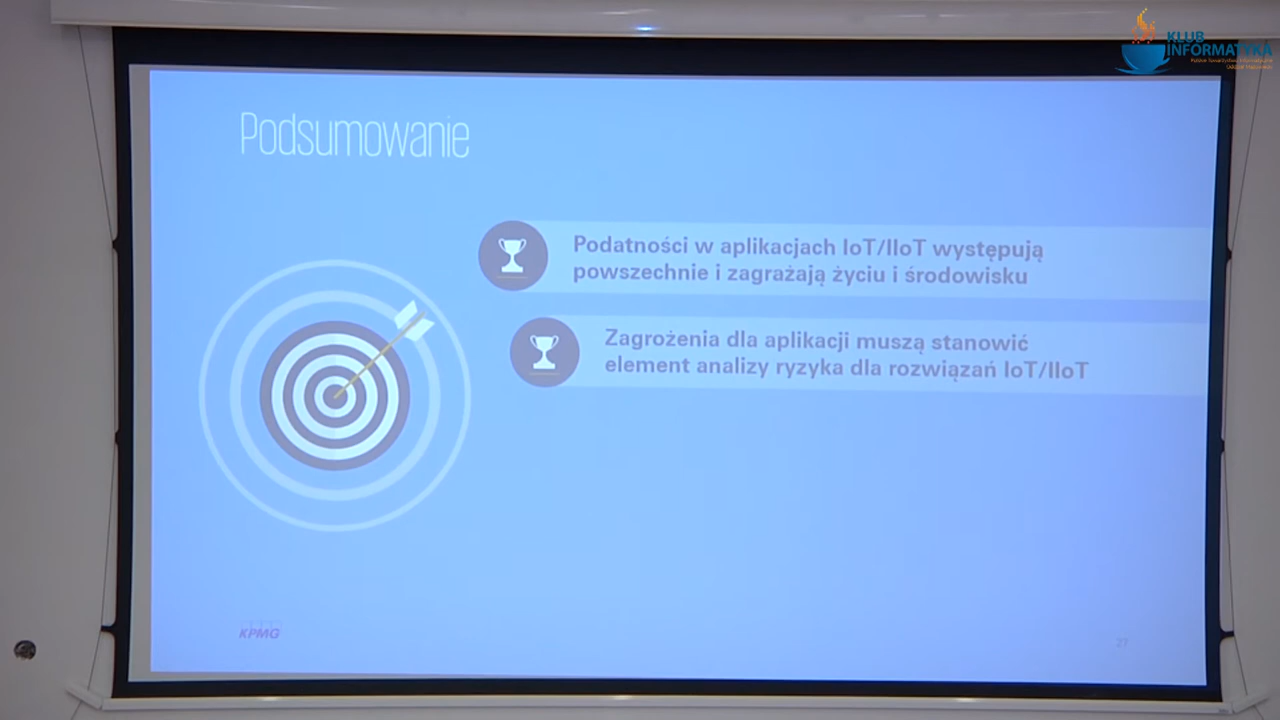 KLUB
INFORMATYKA
Podsumowanie
Podatności w aplikacjach IoT/IIoT występują
powszechnie i zagrażają życiu i środowisku
Zagrożenia dla aplikacji muszą stanowić
element analizy ryzyka dla rozwiązań IoT/IIoT
KPMG
27